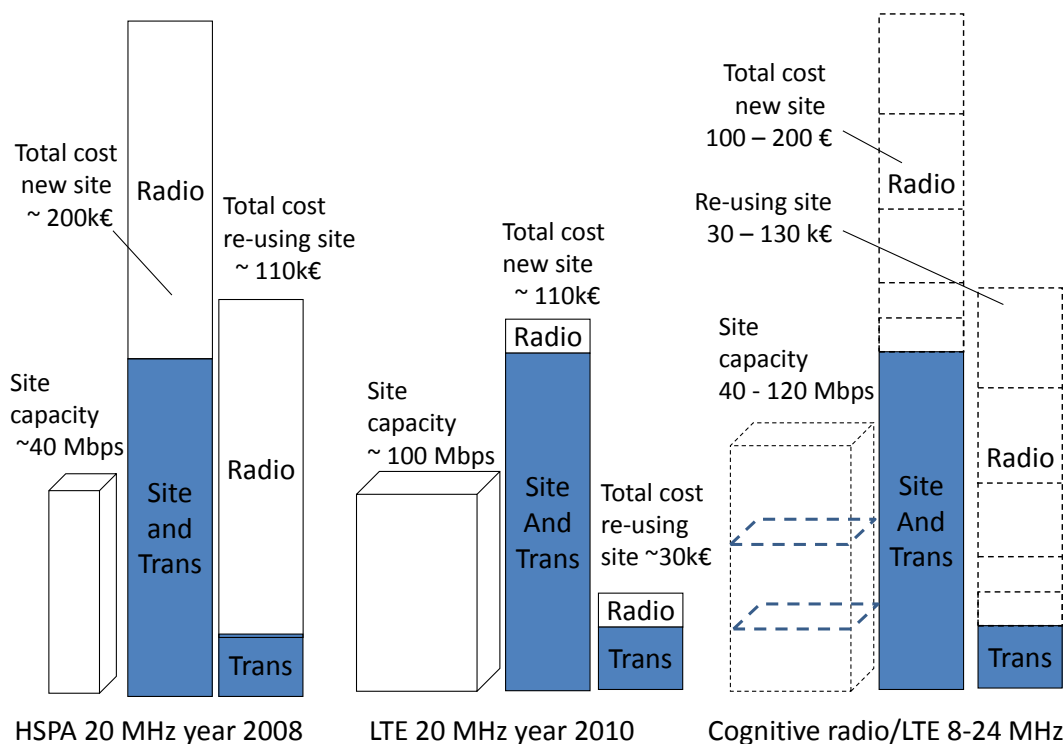 Total cost
new site
~ 200k€
Radio
Total cost
re-using site
~ 110k€
Site
capacity
~40 Mbps
Radio
Site
and
Trans
Trans
HSPA 20 MHz year 2008
Total cost
new site
~ 110k€
Radio
Site
capacity
~ 100 Mbps
Site
And
Trans
Total cost
re-using
site ~30k€
Radio
Trans
LTE 20 MHz year 2010
Total cost
new site
100 – 200 €
Radio
Re-using site
30 – 130 k€
Site
capacity
40 - 120 Mbps
Radio
Site
And
Trans
Trans
Cognitive radio/LTE 8-24 MHz